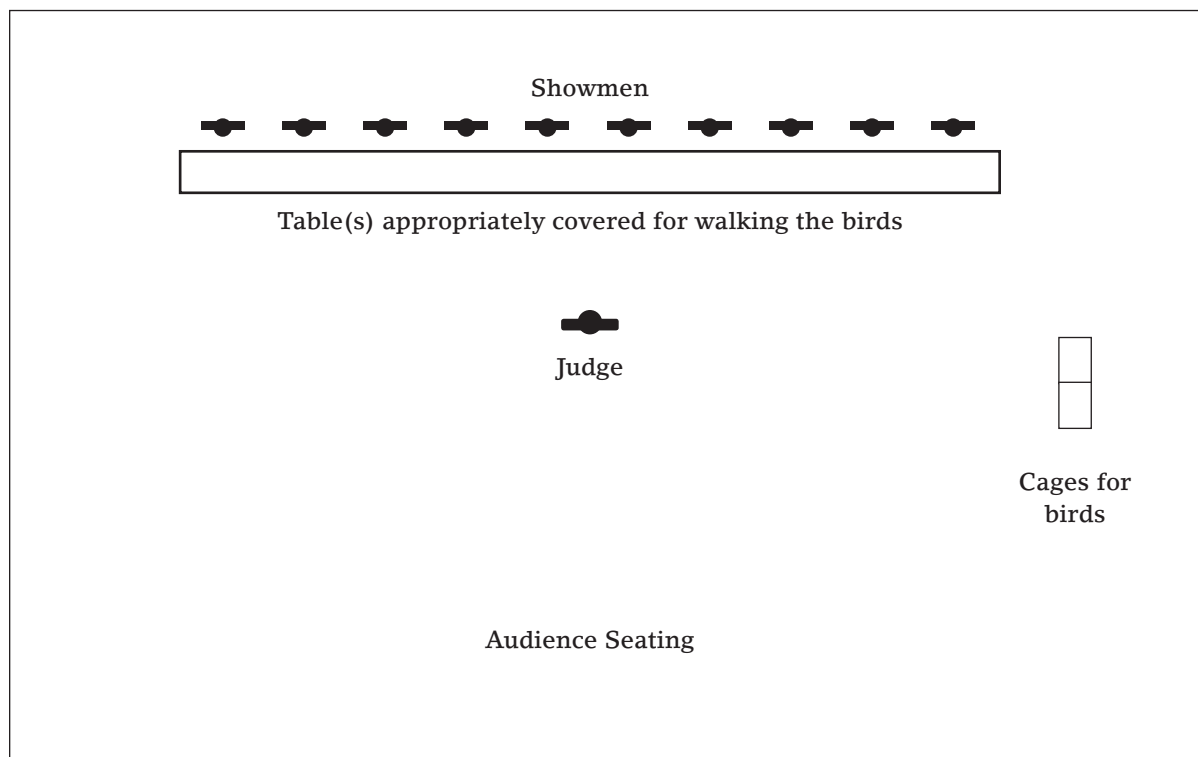 Showmen
Table(s) appropriately covered for walking the birds
Judge
Cages for
birds
Audience Seating